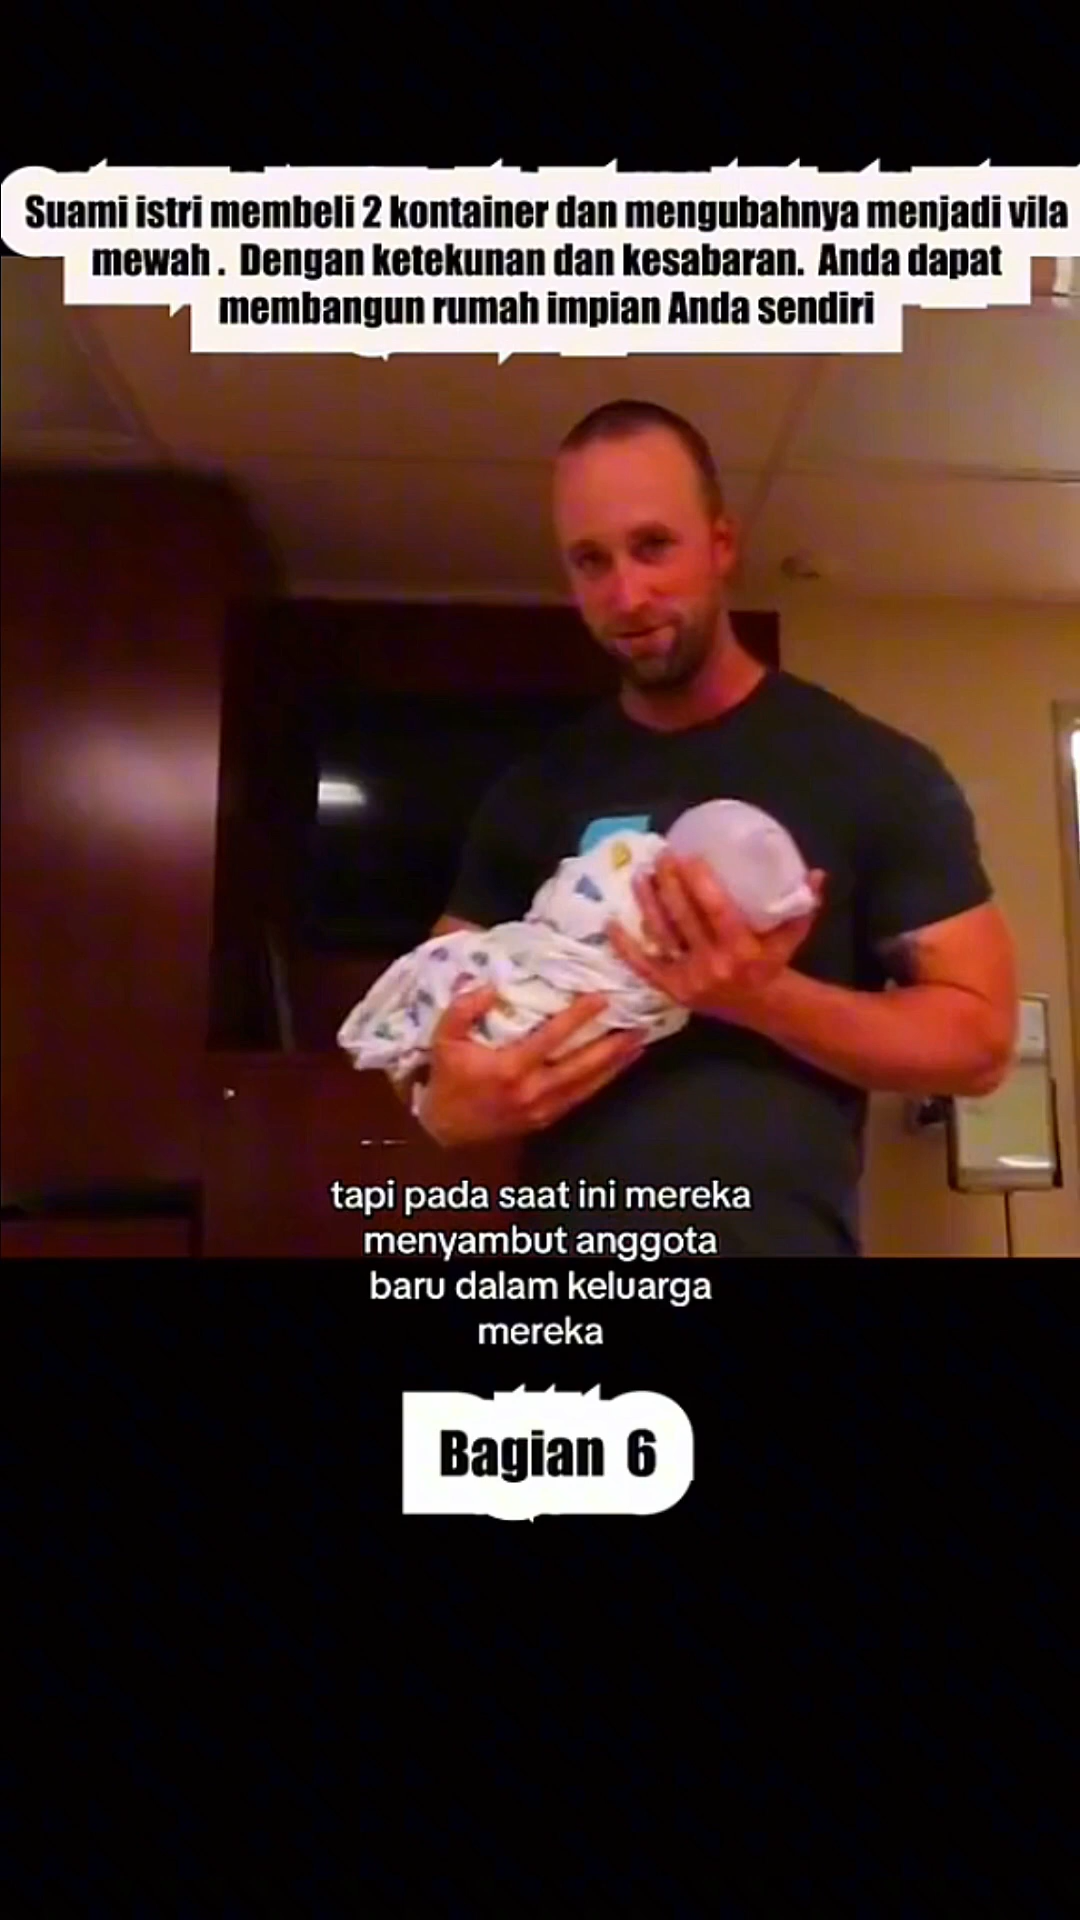 Suami istri membeli 2 kontainer dan mengubahnya menjadi vila
mewah . Dengan ketekunan dan kesabaran. Anda dapat
membangun rumah impian Anda sendiri
tapi pada saat ini mereka
menyambut anggota
baru dalam keluarga
mereka
Bagian 6